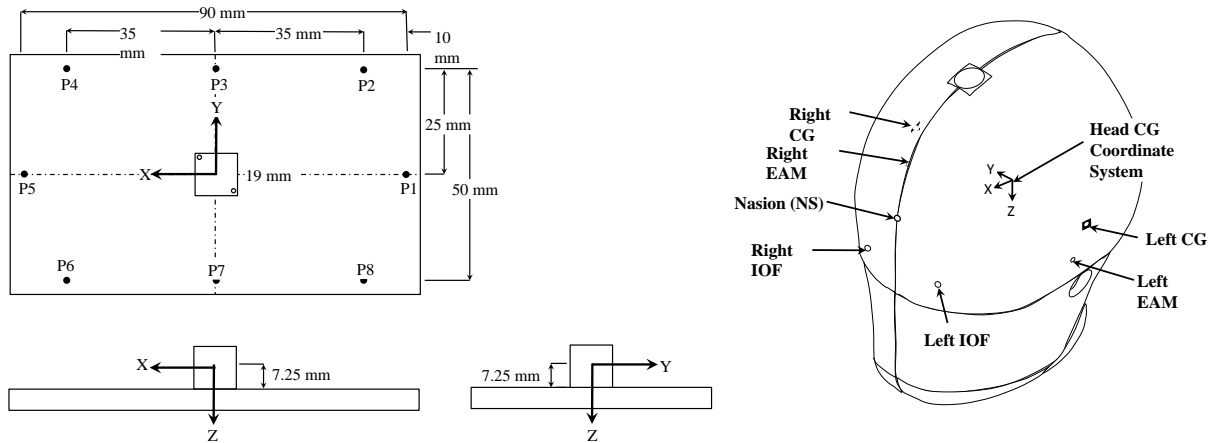 90 mm
35
mm
35 mm
10
mm
P4
P3
P2
Y
25 mm
X
19 mm
50 mm
P5
P1
P6
P7
P8
X
7.25 mm
Z
7.25 mm
Y
Z
Right
CG
Right
EAM
Nasion (NS)
Right
IOF
Head CG
Coordinate
System
Y
X
Z
Left CG
Left
EAM
Left IOF